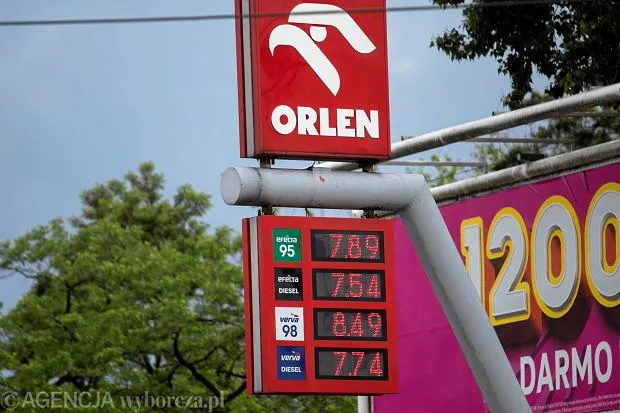 ORLEN
efecta 95 7.89
efecta DIESEL 7.54
verva 98 8.49
verva DIESEL 7.74
1200
DARMO
© AGENCJA wyborcza.pl